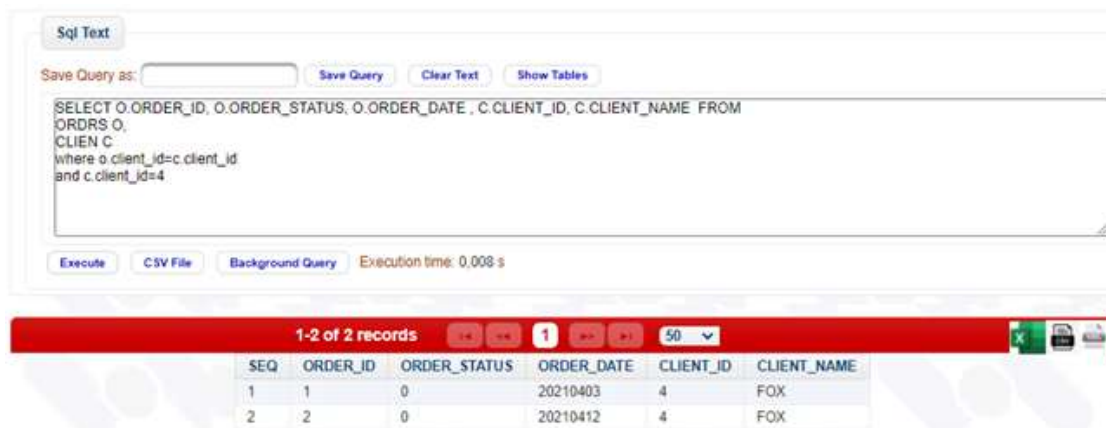 Sql Text
Save Query as: Save Query Clear Text Show Tables
SELECT O.ORDER_ID, O.ORDER_STATUS, O.ORDER_DATE , C.CLIENT_ID, C.CLIENT_NAME FROM
ORDRS O,
CLIEN C
where o.client_id=c.client_id
and c.client_id=4
Execute CSV File Background Query Execution time: 0,008 s
1-2 of 2 records 1 50
SEQ ORDER_ID ORDER_STATUS ORDER_DATE CLIENT_ID CLIENT_NAME
1 1 0 20210403 4 FOX
2 2 0 20210412 4 FOX